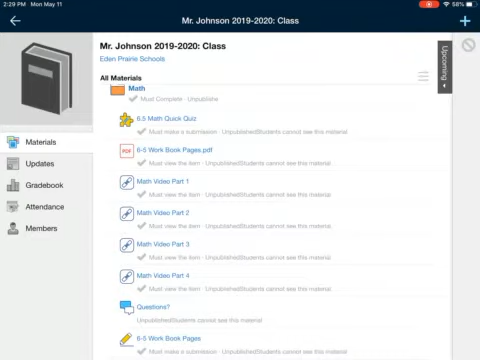 2:29 PM Mon May 11
58%
Mr. Johnson 2019-2020: Class
Mr. Johnson 2019-2020: Class
Eden Prairie Schools
All Materials
Upcoming
Math
Must Complete · Unpublishe
6.5 Math Quick Quiz
Must make a submission · UnpublishedStudents cannot see this material.
PDF
6-5 Work Book Pages.pdf
Must view the item · UnpublishedStudents cannot see this material.
Math Video Part 1
Must view the item · UnpublishedStudents cannot see this material.
Math Video Part 2
Must view the item · UnpublishedStudents cannot see this material.
Math Video Part 3
Must view the item · UnpublishedStudents cannot see this material.
Math Video Part 4
Must view the item · UnpublishedStudents cannot see this material.
Questions?
UnpublishedStudents cannot see this material.
6-5 Work Book Pages
Must make a submission · UnpublishedStudents cannot see this material.
Materials
Updates
Gradebook
Attendance
Members